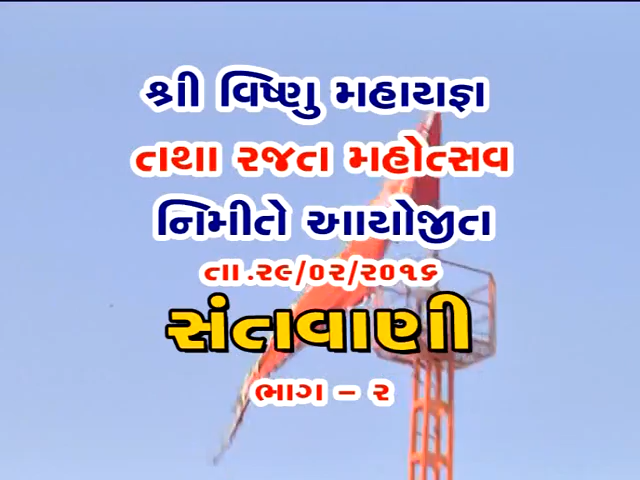 શ્રી વિષ્ણુ મહાયજ્ઞ
તથા રજત મહોત્સવ
નિમીતે આયોજીત
તા.૨૯/૦૨/૨૦૧૬
સંતવાણી
ભાગ - ૨